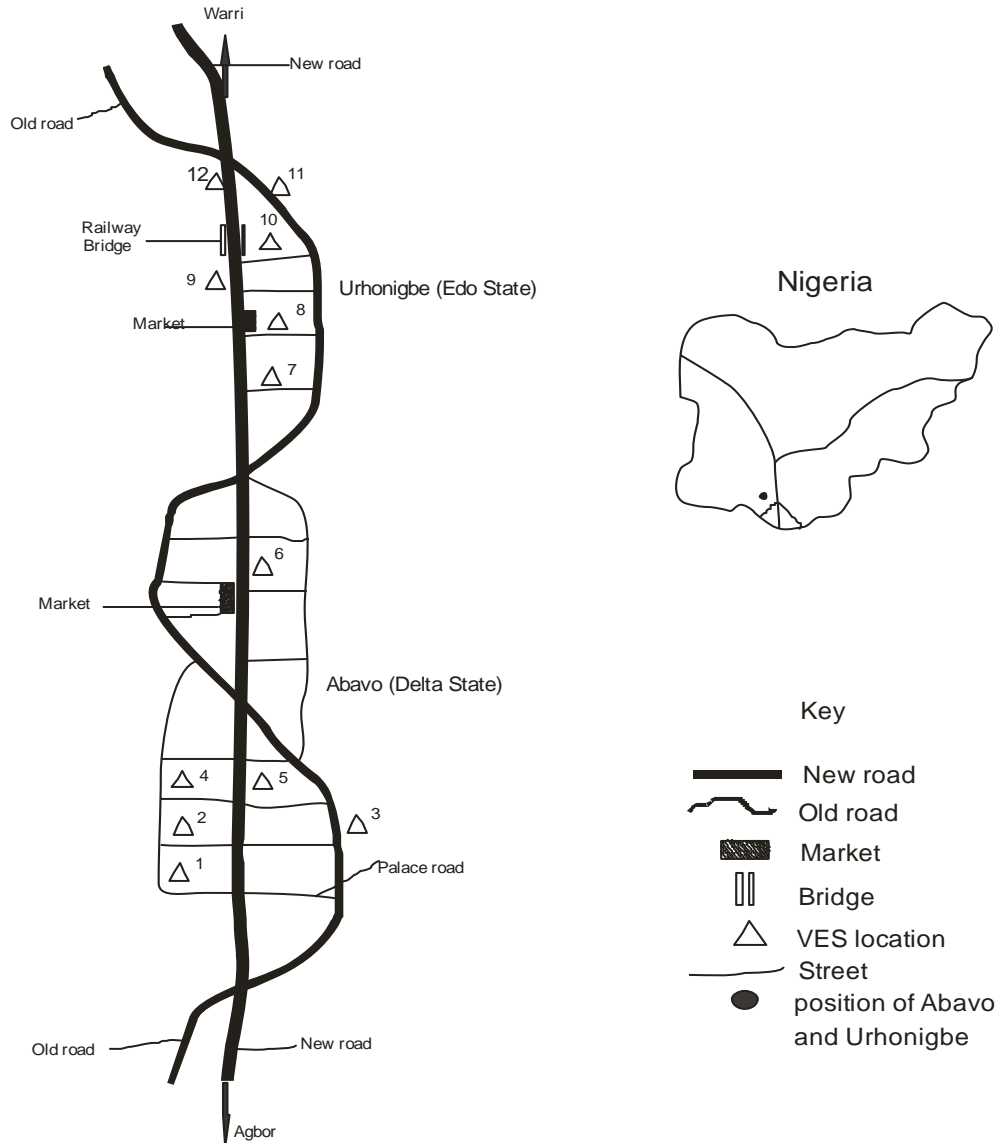 Warri
New road
Old road
12
11
10
Railway
Bridge
9
Urhonigbe (Edo State)
Nigeria
Market
8
7
6
Market
Abavo (Delta State)
Key
4
5
New road
Old road
2
3
Market
1
Palace road
Bridge
VES location
Street
position of Abavo
and Urhonigbe
Old road
New road
Agbor